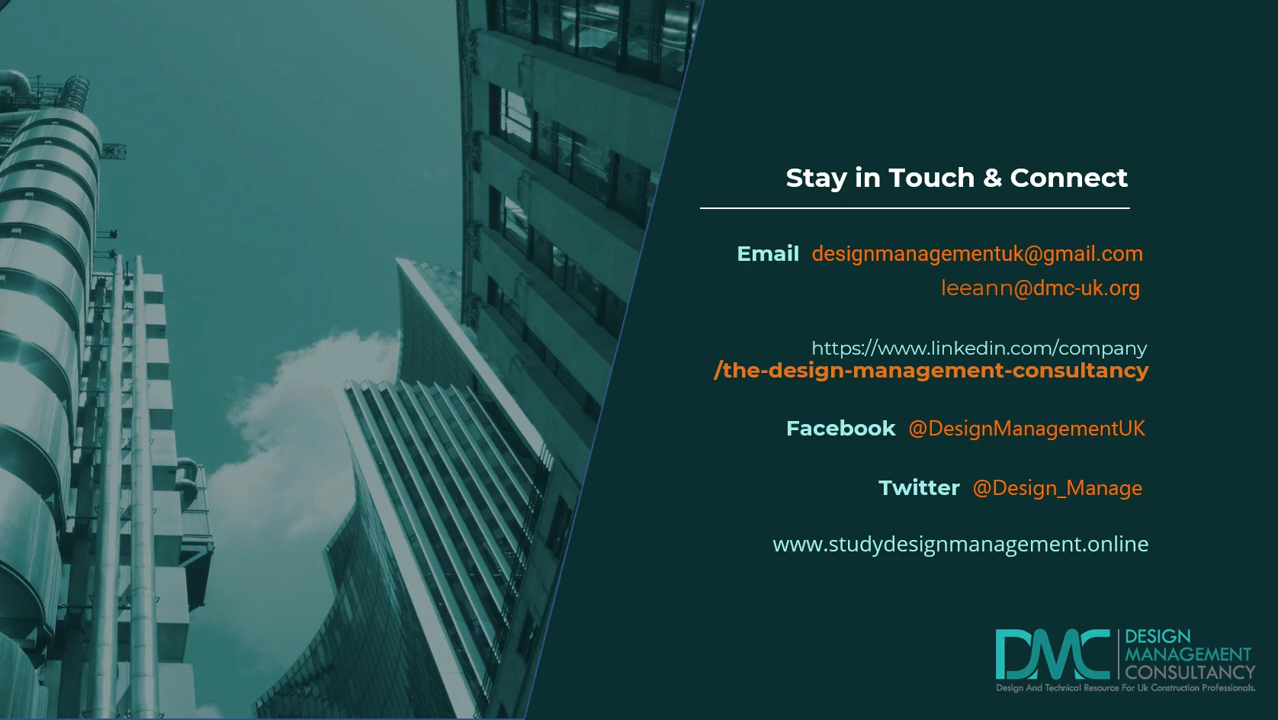 Stay in Touch & Connect
Email designmanagementuk@gmail.com
leeann@dmc-uk.org
https://www.linkedin.com/company
/the-design-management-consultancy
Facebook @DesignManagementUK
Twitter @Design_Manage
www.studydesignmanagement.online
DMC
DESIGN
MANAGEMENT
CONSULTANCY
Design And Technical Resource For Uk Construction Professionals.